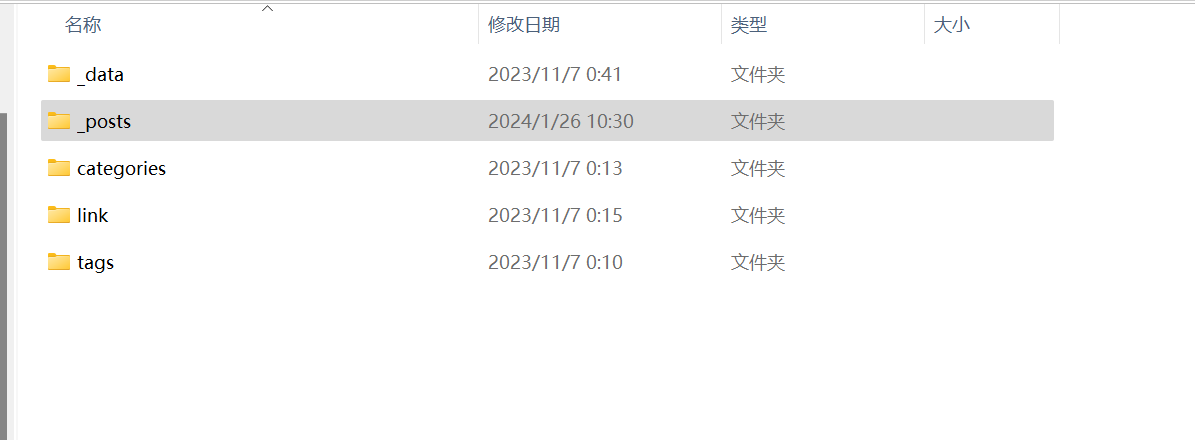 名称 修改日期 类型 大小
_data 2023/11/7 0:41 文件夹
_posts 2024/1/26 10:30 文件夹
categories 2023/11/7 0:13 文件夹
link 2023/11/7 0:15 文件夹
tags 2023/11/7 0:10 文件夹